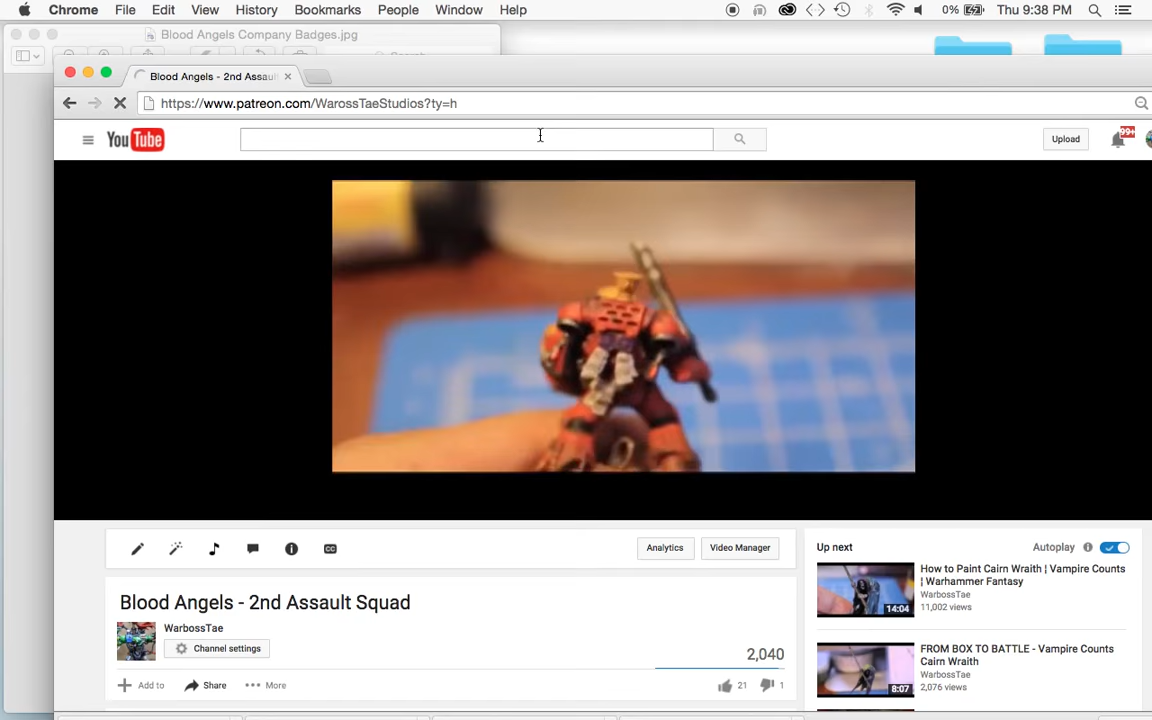 Chrome File Edit View History Bookmarks People Window Help 0% Thu 9:38 PM
Blood Angels Company Badges.jpg
Search
Blood Angels - 2nd Assaul
https://www.patreon.com/WarossTaeStudios?ty=h
YouTube Upload 99+
Analytics Video Manager
Up next Autoplay
Blood Angels - 2nd Assault Squad
WarbossTae
Channel settings
2,040
Add to Share More 21 1
How to Paint Cairn Wraith ¦ Vampire Counts
¦ Warhammer Fantasy
WarbossTae
11,002 views
14:04
FROM BOX TO BATTLE - Vampire Counts
Cairn Wraith
WarbossTae
2,076 views
8:07
CC